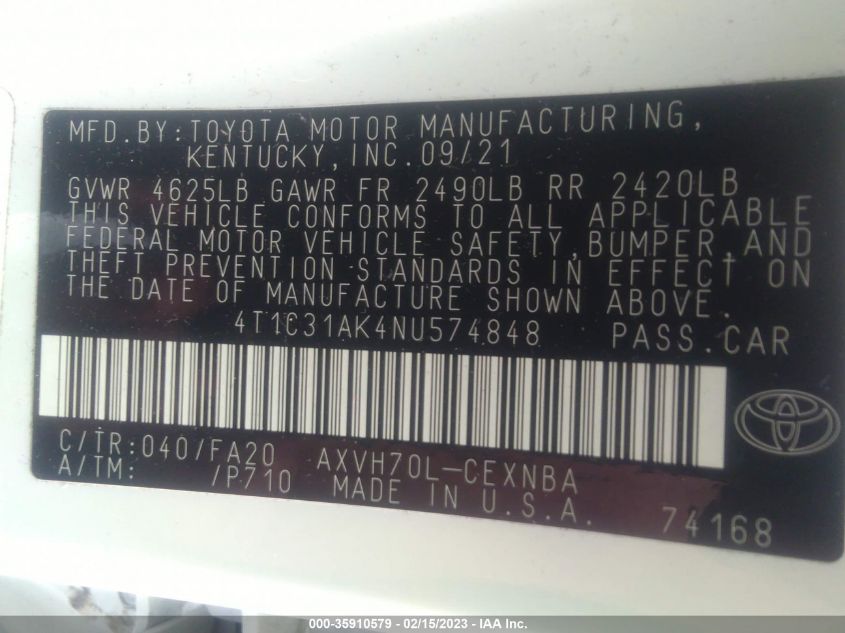 MFD.BY:TOYOTA MOTOR MANUFACTURING,
KENTUCKY,INC.09/21
GVWR 4625LB GAWR FR 2490LB RR 2420LB
THIS VEHICLE CONFORMS TO ALL APPLICABLE
FEDERAL MOTOR VEHICLE SAFETY,BUMPER,AND
THEFT PREVENTION STANDARDS IN EFFECT ON
THE DATE OF MANUFACTURE SHOWN ABOVE.
4T1C31AK4NU574848 PASS.CAR
C/TR:040/FA20 AXVH70L-CEXNBA
A/TM: /P710 MADE IN U.S.A. 74168
000-35910579 - 02/15/2023 - IAA Inc.